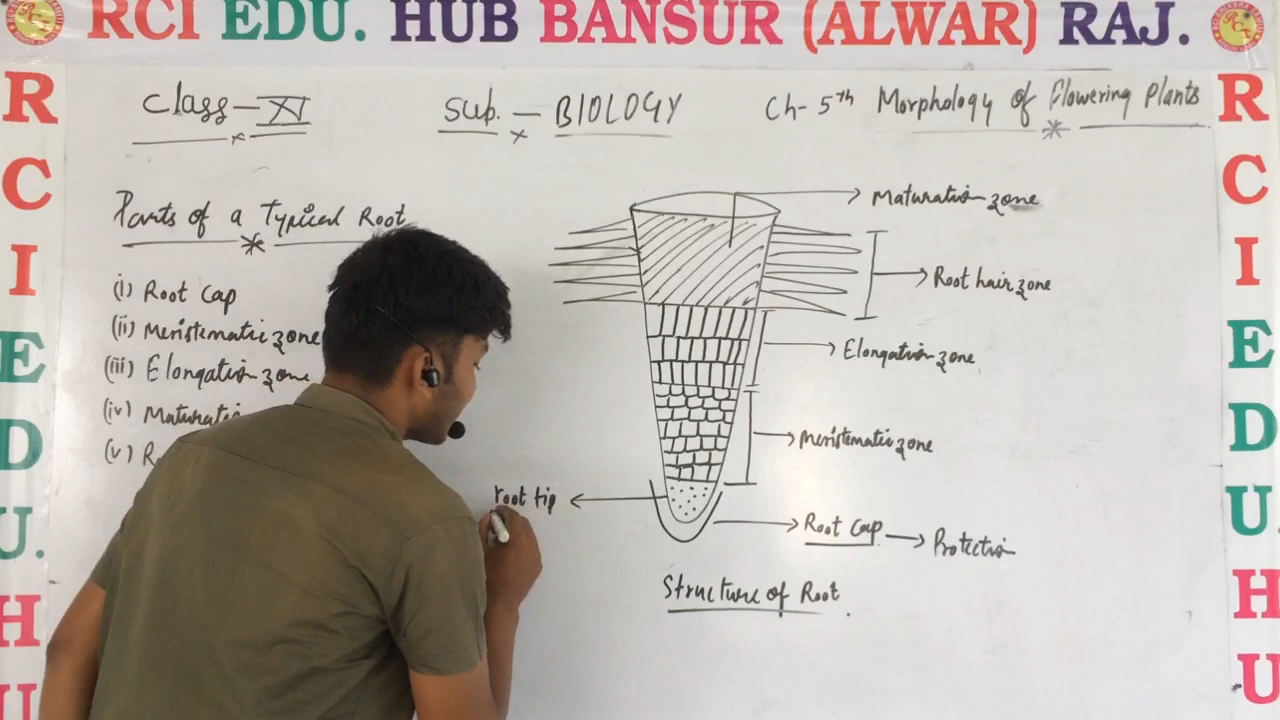 RCI EDU. HUB BANSUR (ALWAR) RAJ.
R
C
I
E
D
U.
H
U
Class - XI
Sub. - BIOLOGY
Ch- 5th Morphology of Flowering Plants
Parts of a Typical Root
(i) Root Cap
(ii) Meristematic zone
(iii) Elongation zone
(iv) Maturati
(v) R
Maturation zone
Root hair zone
Elongation zone
Meristematic zone
root tip
Root Cap → Protection
Structure of Root.
R
C
I
E
D
U.
H
U